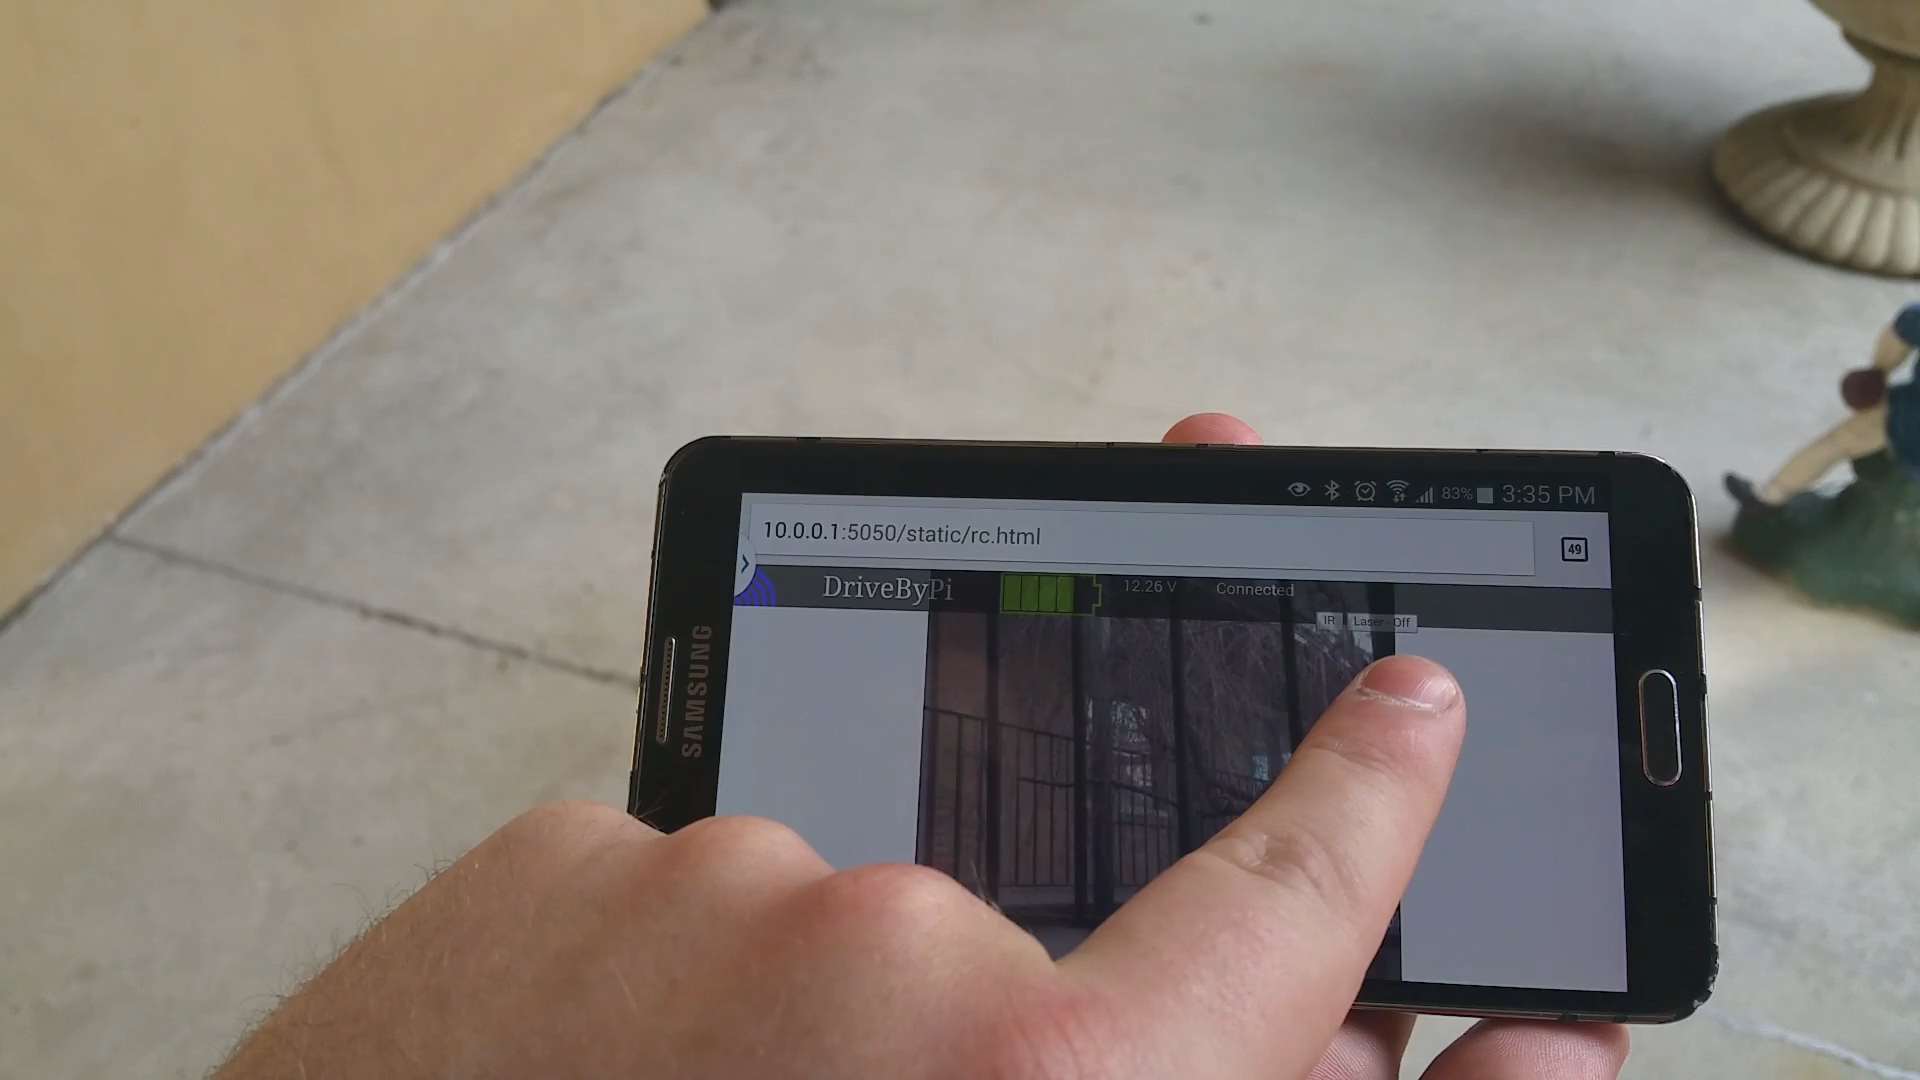 83% 3:35 PM
10.0.0.1:5050/static/rc.html
49
DriveByPi 12.26 V Connected
IR Laser - Off
SAMSUNG